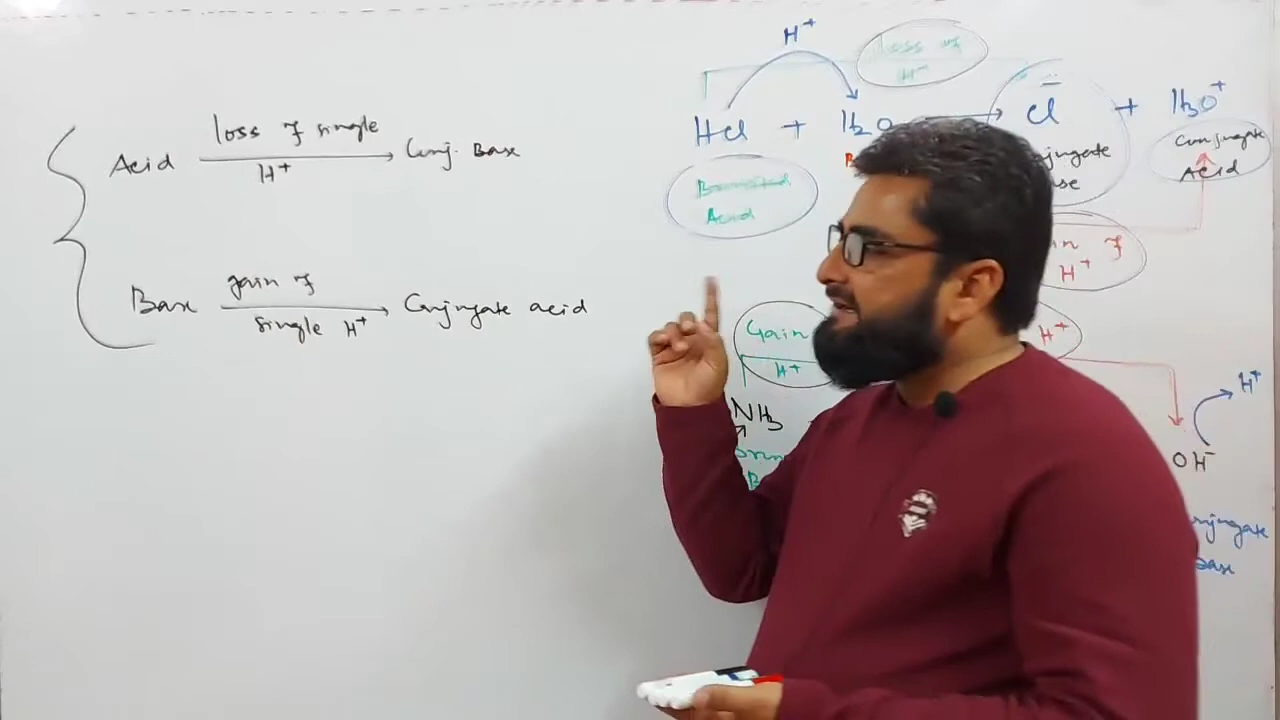 loss of single
Acid ⟶ Conj. Base
H⁺
gain of
Base ⟶ Conjugate acid
single H⁺
H⁺
loss of
H⁺
HCl + H₂O ⟶ Cl⁻ + H₃O⁺
Acid
Conjugate
Acid
H⁺
Gain
H⁺
H⁺
NH₃
H⁺
OH⁻